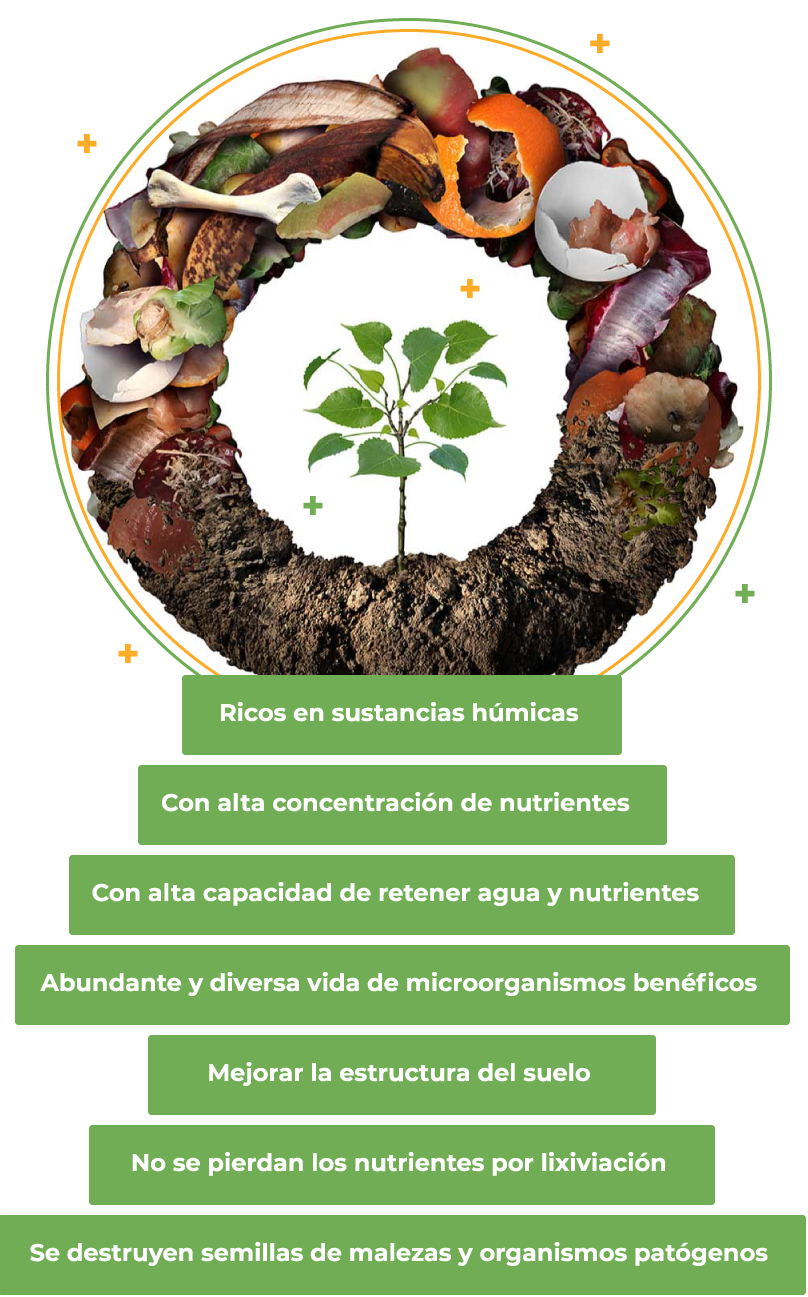 Ricos en sustancias húmicas
Con alta concentración de nutrientes
Con alta capacidad de retener agua y nutrientes
Abundante y diversa vida de microorganismos benéficos
Mejorar la estructura del suelo
No se pierdan los nutrientes por lixiviación
Se destruyen semillas de malezas y organismos patógenos